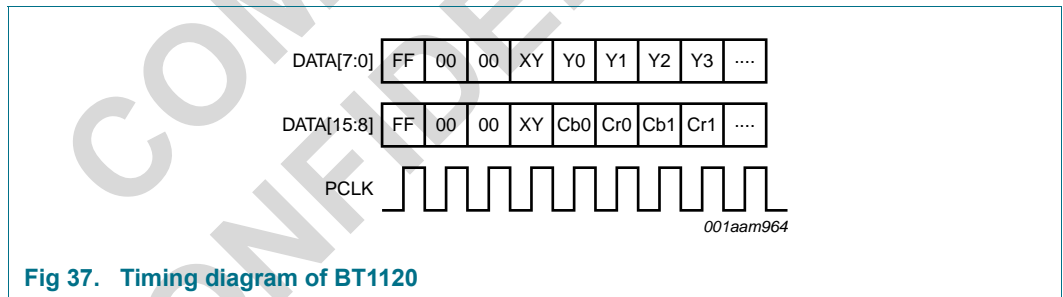 DATA[7:0] FF 00 00 XY Y0 Y1 Y2 Y3 ....
DATA[15:8] FF 00 00 XY Cb0 Cr0 Cb1 Cr1 ....
PCLK
001aam964
Fig 37. Timing diagram of BT1120